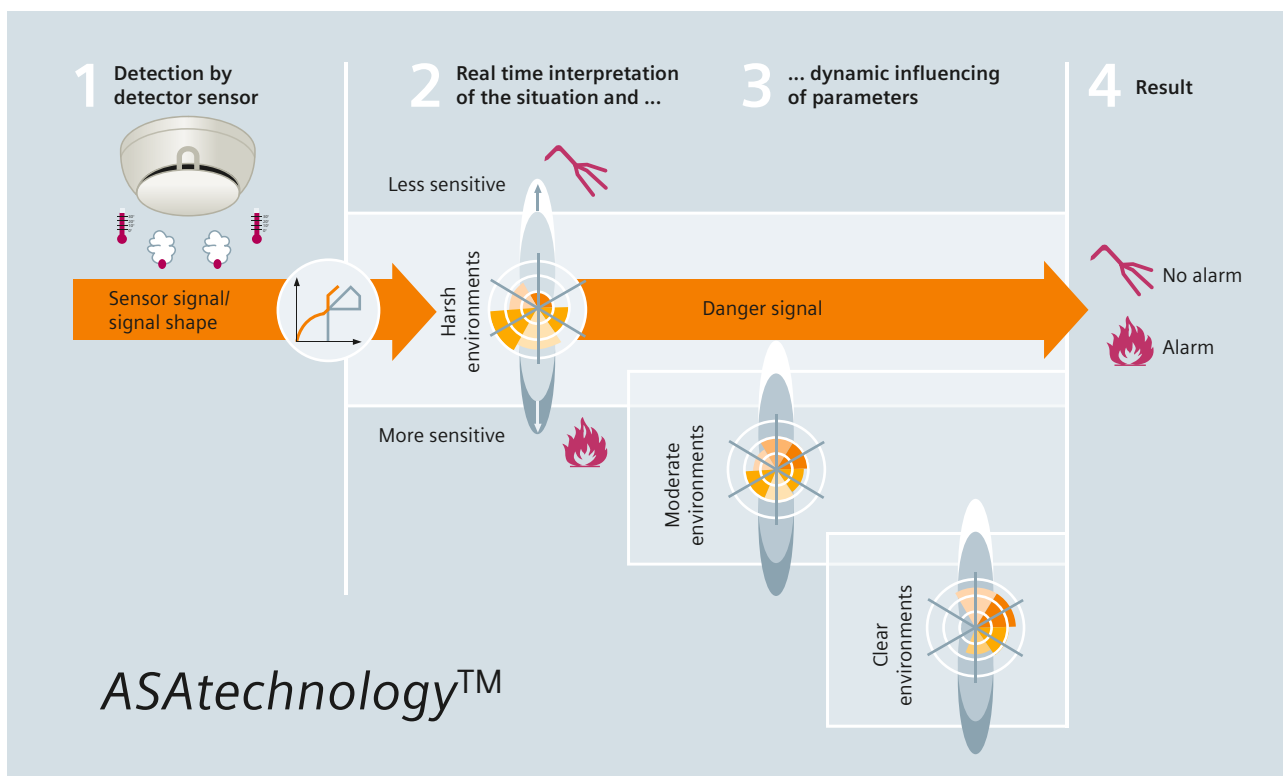 1 Detection by
detector sensor
2 Real time interpretation
of the situation and ...
3 ... dynamic influencing
of parameters
4 Result
Less sensitive
Sensor signal/
signal shape
Harsh
environments
Danger signal
No alarm
Alarm
More sensitive
Moderate
environments
Clear
environments
ASAtechnology™